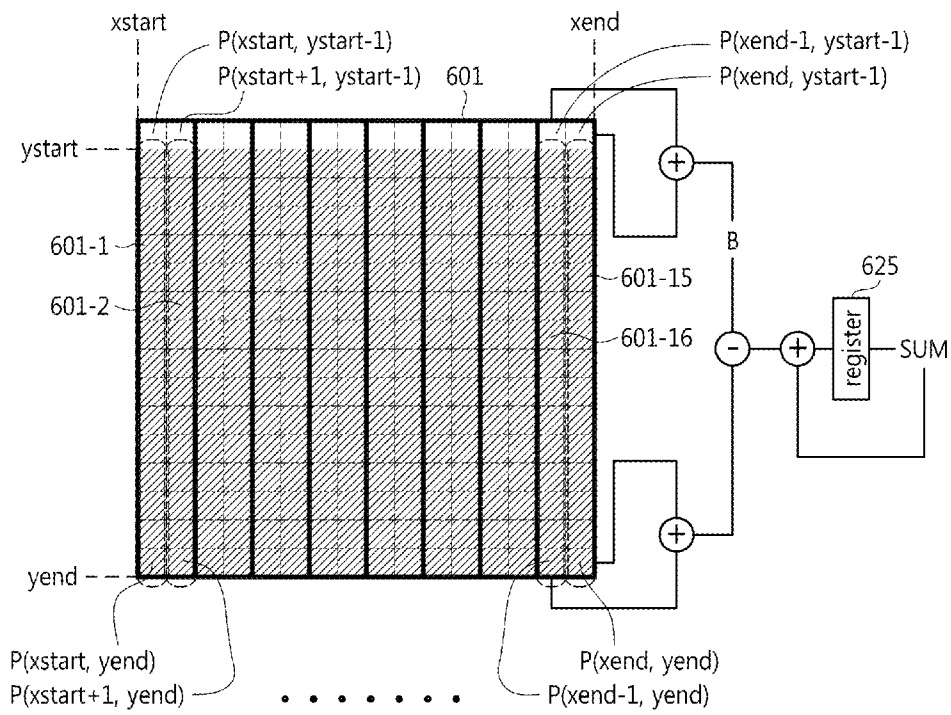 xstart
xend
P(xstart, ystart-1)
P(xend-1, ystart-1)
P(xstart+1, ystart-1)
601
P(xend, ystart-1)
ystart
+
601-1
B
601-15
625
601-2
601-16
-
+
register
SUM
+
yend
P(xstart, yend)
P(xend, yend)
P(xstart+1, yend)
P(xend-1, yend)